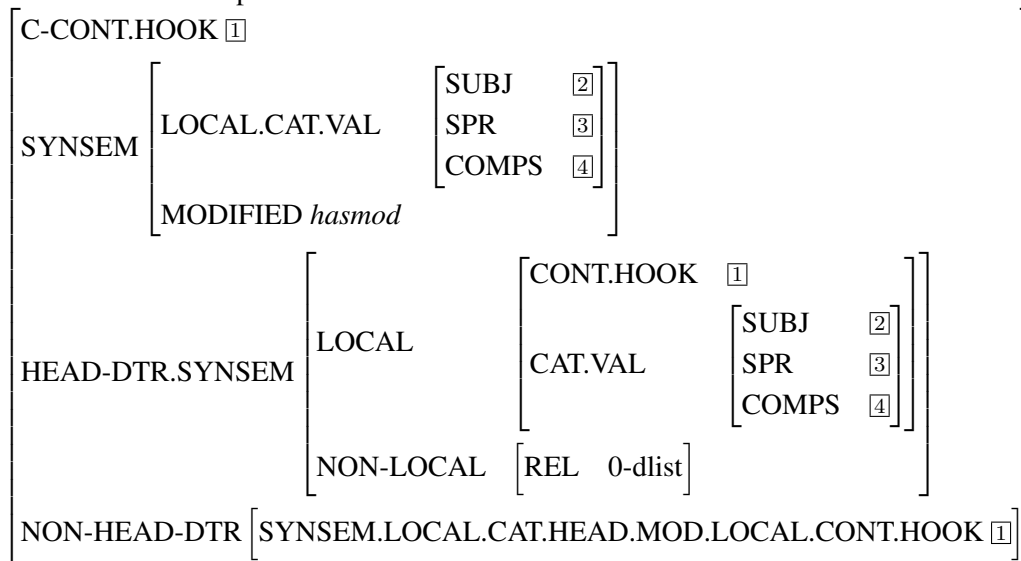 C-CONT.HOOK 1
SUBJ 2
LOCAL.CAT.VAL SPR 3
SYNSEM
COMPS 4
MODIFIED hasmod
CONT.HOOK 1
SUBJ 2
LOCAL
CAT.VAL SPR 3
HEAD-DTR.SYNSEM
COMPS 4
NON-LOCAL [REL 0-dlist]
NON-HEAD-DTR [SYNSEM.LOCAL.CAT.HEAD.MOD.LOCAL.CONT.HOOK 1]